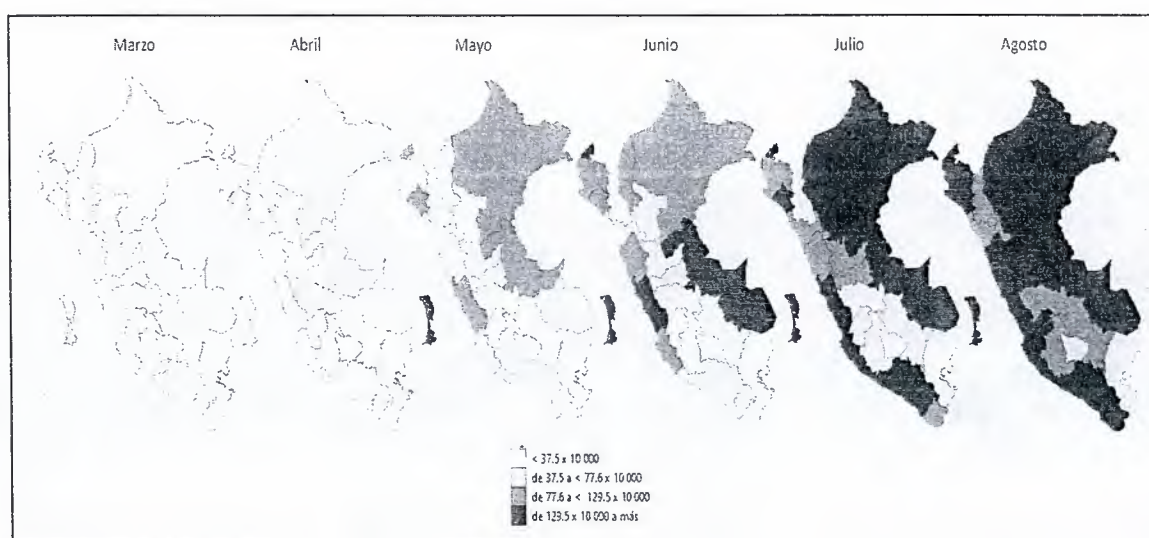 Marzo Abril Mayo Junio Julio Agosto
< 37.5 x 10 000
de 37.5 a < 77.6 x 10 000
de 77.6 a < 129.5 x 10 000
de 129.5 x 10 000 a más